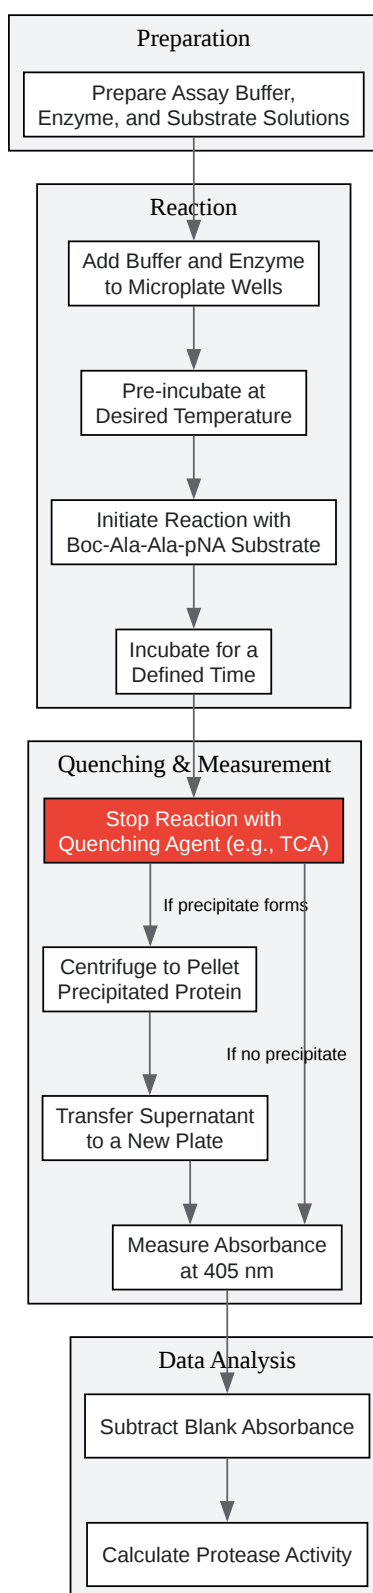 Preparation
Prepare Assay Buffer,
Enzyme, and Substrate Solutions
Reaction
Add Buffer and Enzyme
to Microplate Wells
Pre-incubate at
Desired Temperature
Initiate Reaction with
Boc-Ala-Ala-pNA Substrate
Incubate for a
Defined Time
Quenching & Measurement
Stop Reaction with
Quenching Agent (e.g., TCA)
If precipitate forms
Centrifuge to Pellet
Precipitated Protein
If no precipitate
Transfer Supernatant
to a New Plate
Measure Absorbance
at 405 nm
Data Analysis
Subtract Blank Absorbance
Calculate Protease Activity